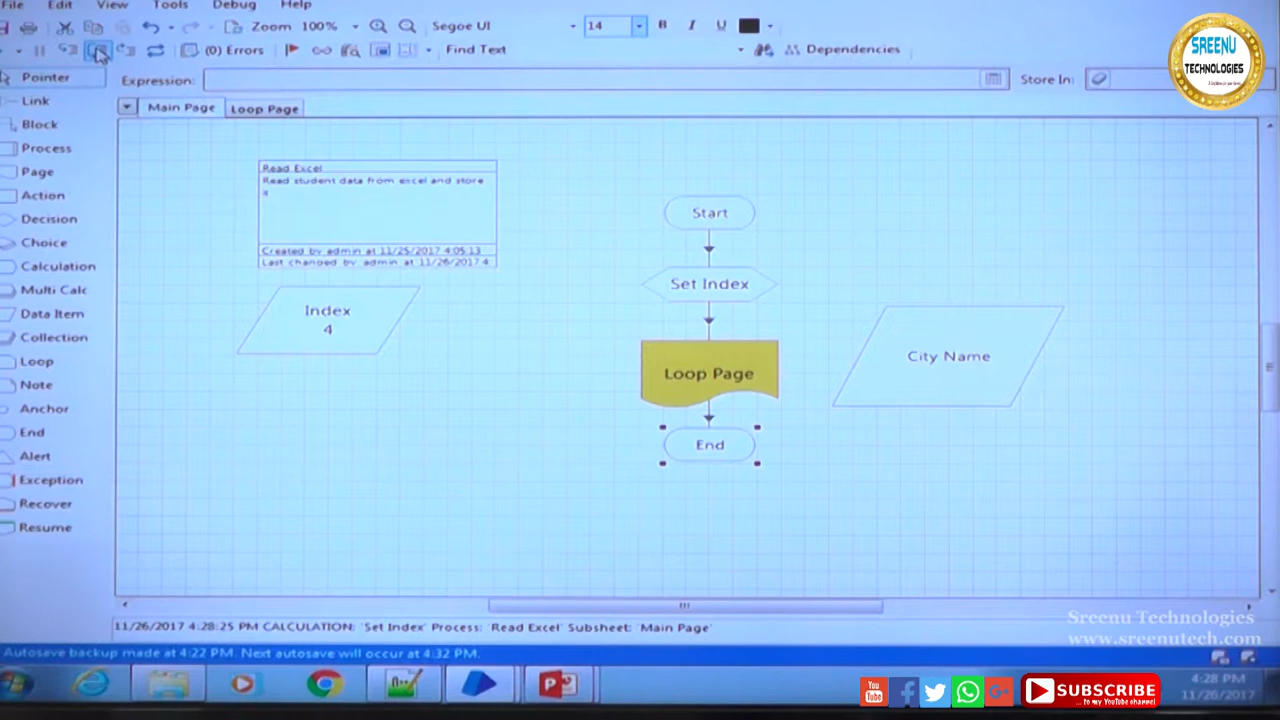 File Edit View Tools Debug Help
Zoom 100% Segoe UI 14 B I U
(0) Errors Find Text Dependencies
Pointer Expression: Store In:
Link Main Page Loop Page
Block
Process
Page
Action
Decision
Choice
Calculation
Multi Calc
Data Item
Collection
Loop
Note
Anchor
End
Alert
Exception
Recover
Resume
Read Excel
Read student data from excel and store
Created by admin at 11/25/2017 4:05:13
Last changed by admin at 11/26/2017 4
Index
4
Start
Set Index
Loop Page
End
City Name
11/26/2017 4:28:25 PM CALCULATION: 'Set Index' Process: 'Read Excel' Subsheet: 'Main Page'
Autosave backup made at 4:22 PM. Next autosave will occur at 4:32 PM.
4:28 PM
11/26/2017
SREENU
TECHNOLOGIES
Sreenu Technologies
www.sreenutech.com
You
Tube
G+
SUBSCRIBE
... to my YouTube channel